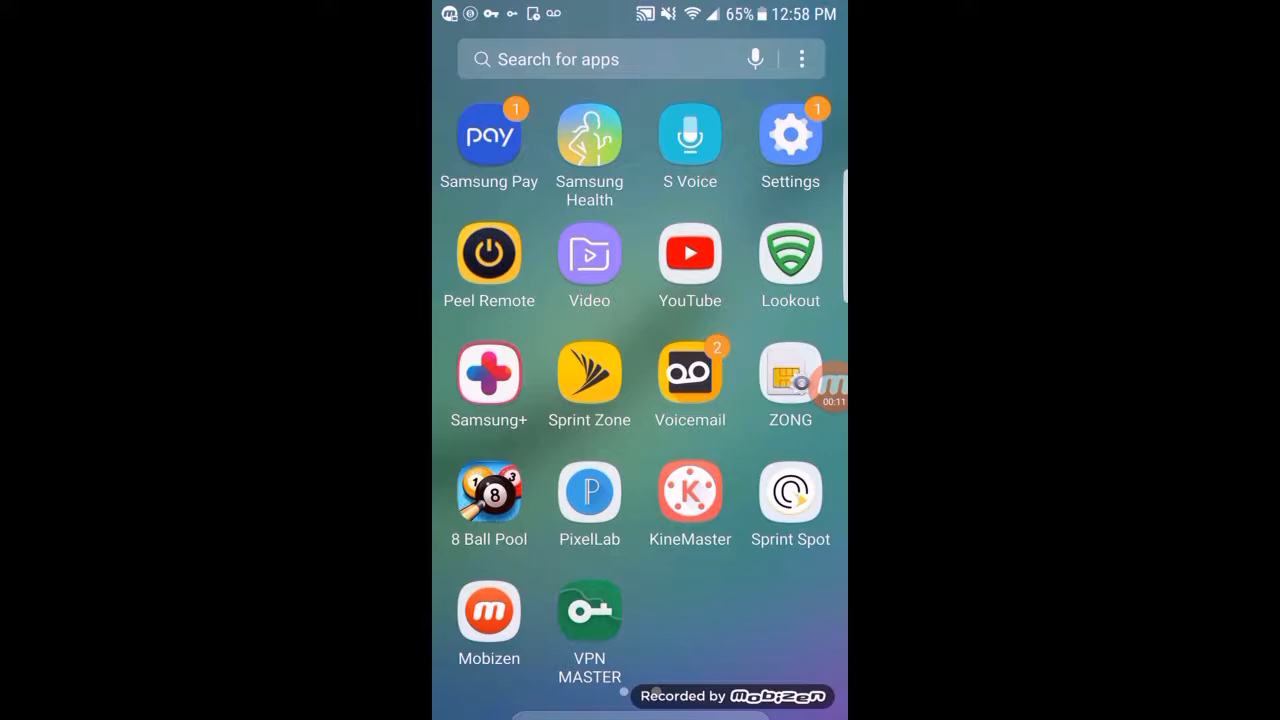 65% 12:58 PM
Search for apps
1
1
pay
Samsung Pay
Samsung Health
S Voice
Settings
Peel Remote
Video
YouTube
Lookout
2
Samsung+
Sprint Zone
Voicemail
ZONG
00:11
8 Ball Pool
PixelLab
KineMaster
Sprint Spot
Mobizen
VPN MASTER
Recorded by mobizen